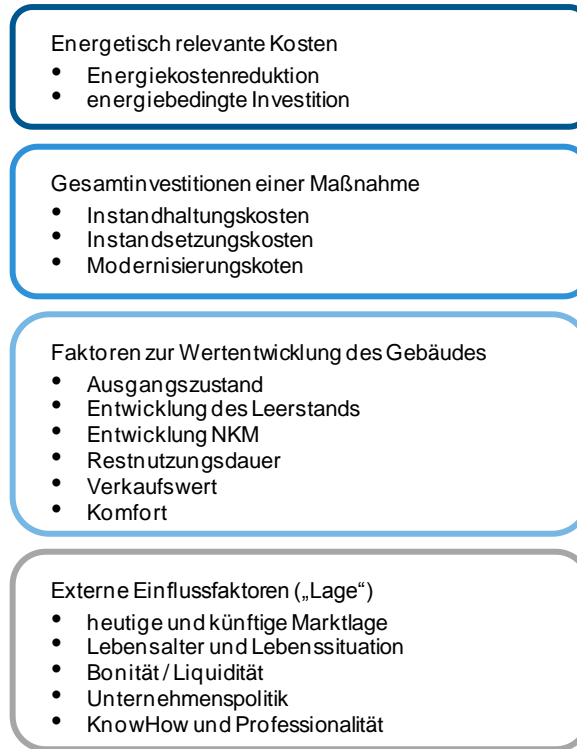 Energetisch relevante Kosten
• Energiekostenreduktion
• energiebedingte Investition
Gesamtinvestitionen einer Maßnahme
• Instandhaltungskosten
• Instandsetzungskosten
• Modernisierungskoten
Faktoren zur Wertentwicklung des Gebäudes
• Ausgangszustand
• Entwicklung des Leerstands
• Entwicklung NKM
• Restnutzungsdauer
• Verkaufswert
• Komfort
Externe Einflussfaktoren („Lage“)
• heutige und künftige Marktlage
• Lebensalter und Lebenssituation
• Bonität / Liquidität
• Unternehmenspolitik
• KnowHow und Professionalität